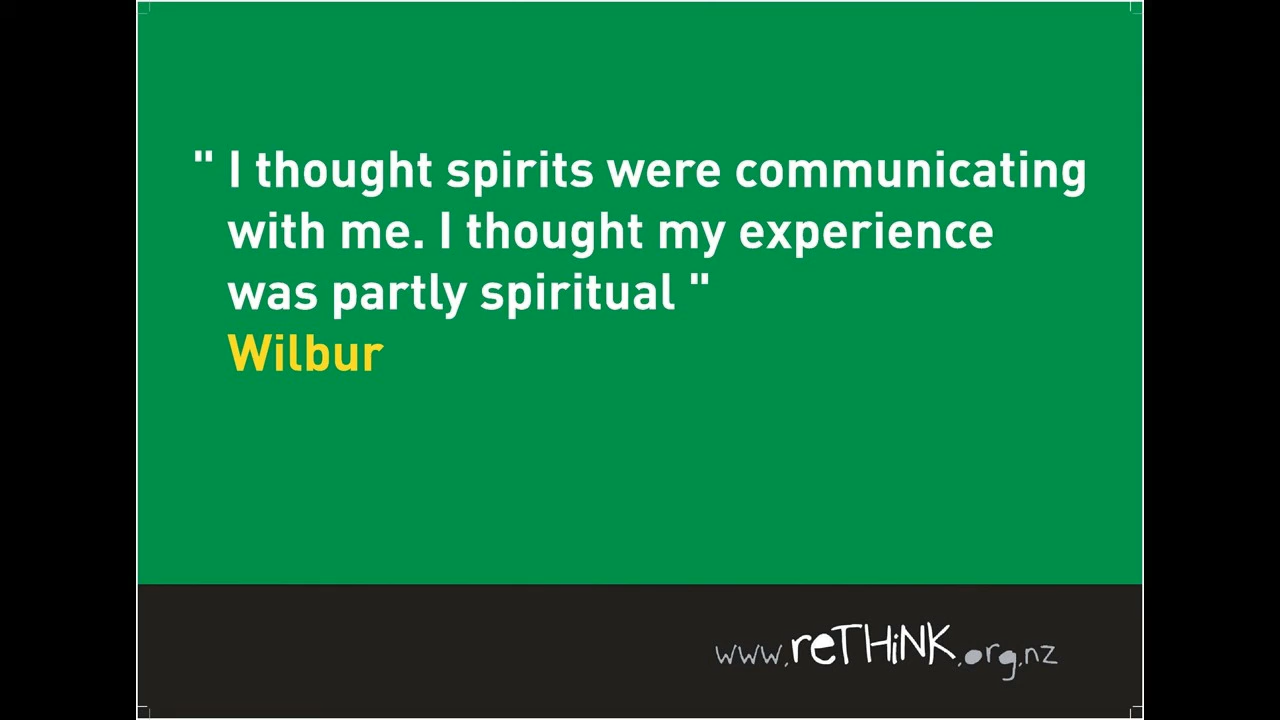 " I thought spirits were communicating
with me. I thought my experience
was partly spiritual "
Wilbur
www.reTHiNK.org.nz